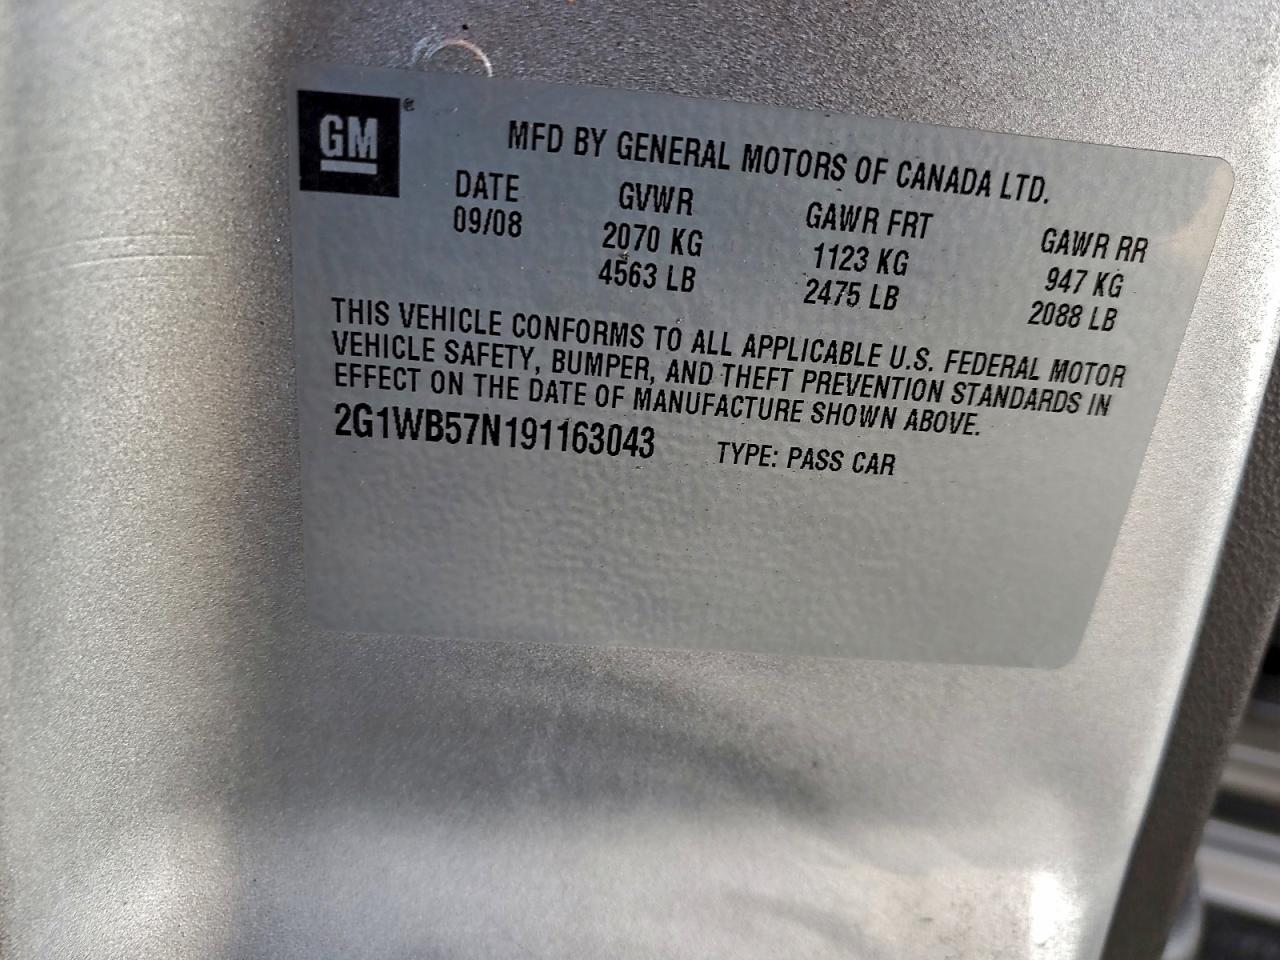 GM®
MFD BY GENERAL MOTORS OF CANADA LTD.
DATE GVWR GAWR FRT GAWR RR
09/08 2070 KG 1123 KG 947 KG
4563 LB 2475 LB 2088 LB
THIS VEHICLE CONFORMS TO ALL APPLICABLE U.S. FEDERAL MOTOR
VEHICLE SAFETY, BUMPER, AND THEFT PREVENTION STANDARDS IN
EFFECT ON THE DATE OF MANUFACTURE SHOWN ABOVE.
2G1WB57N191163043 TYPE: PASS CAR